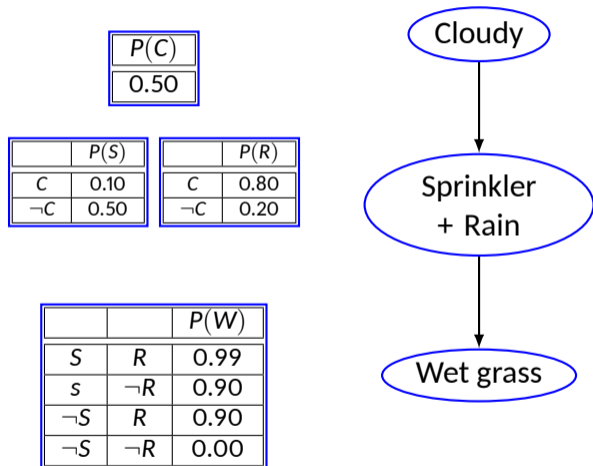 P(C)
0.50
P(S)
C 0.10
¬C 0.50
P(R)
C 0.80
¬C 0.20
P(W)
S R 0.99
s ¬R 0.90
¬S R 0.90
¬S ¬R 0.00
Cloudy
Sprinkler
+ Rain
Wet grass